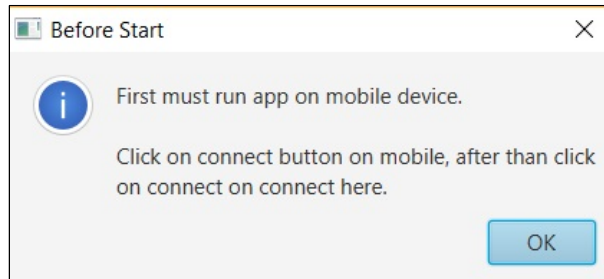 Before Start
First must run app on mobile device.
Click on connect button on mobile, after than click
on connect on connect here.
OK